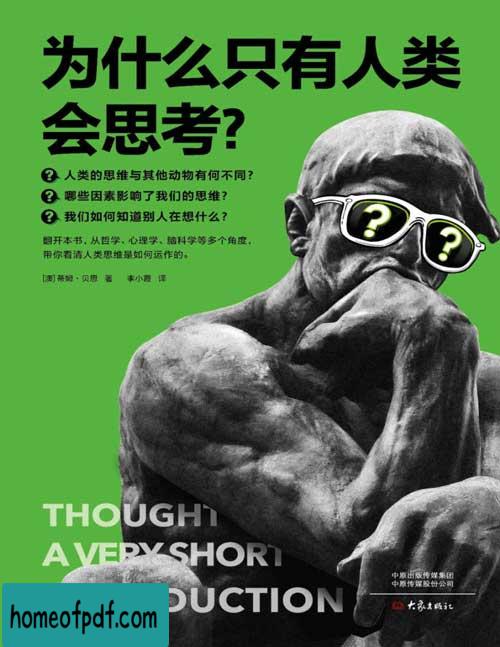 为什么只有人类
会思考?
? 人类的思维与其他动物有何不同?
? 哪些因素影响了我们的思维?
? 我们如何知道别人在想什么?
翻开本书，从哲学、心理学、脑科学等多个角度，
带你看清人类思维是如何运作的。
[澳]蒂姆·贝恩 著 李小霞 译
? ?
THOUGHT
A VERY SHORT
DUCTION
中原出版传媒集团
中原传媒股份公司
大象出版社
homeofpdf.com